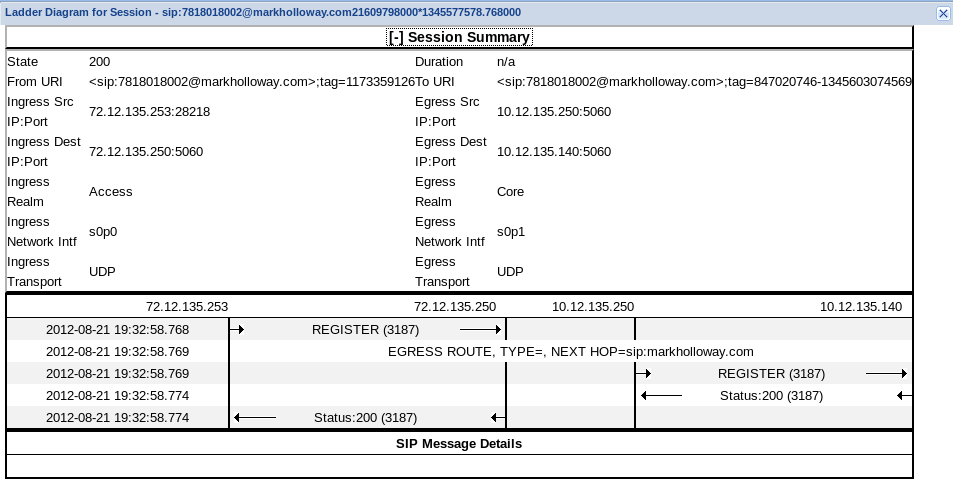 Ladder Diagram for Session - sip:7818018002@markholloway.com21609798000*1345577578.768000
[-] Session Summary
State 200 Duration n/a
From URI <sip:7818018002@markholloway.com>;tag=1173359126 To URI <sip:7818018002@markholloway.com>;tag=847020746-1345603074569
Ingress Src IP:Port 72.12.135.253:28218 Egress Src IP:Port 10.12.135.250:5060
Ingress Dest IP:Port 72.12.135.250:5060 Egress Dest IP:Port 10.12.135.140:5060
Ingress Realm Access Egress Realm Core
Ingress Network Intf s0p0 Egress Network Intf s0p1
Ingress Transport UDP Egress Transport UDP
72.12.135.253 72.12.135.250 10.12.135.250 10.12.135.140
2012-08-21 19:32:58.768 REGISTER (3187)
2012-08-21 19:32:58.769 EGRESS ROUTE, TYPE=, NEXT HOP=sip:markholloway.com
2012-08-21 19:32:58.769 REGISTER (3187)
2012-08-21 19:32:58.774 Status:200 (3187)
2012-08-21 19:32:58.774 Status:200 (3187)
SIP Message Details